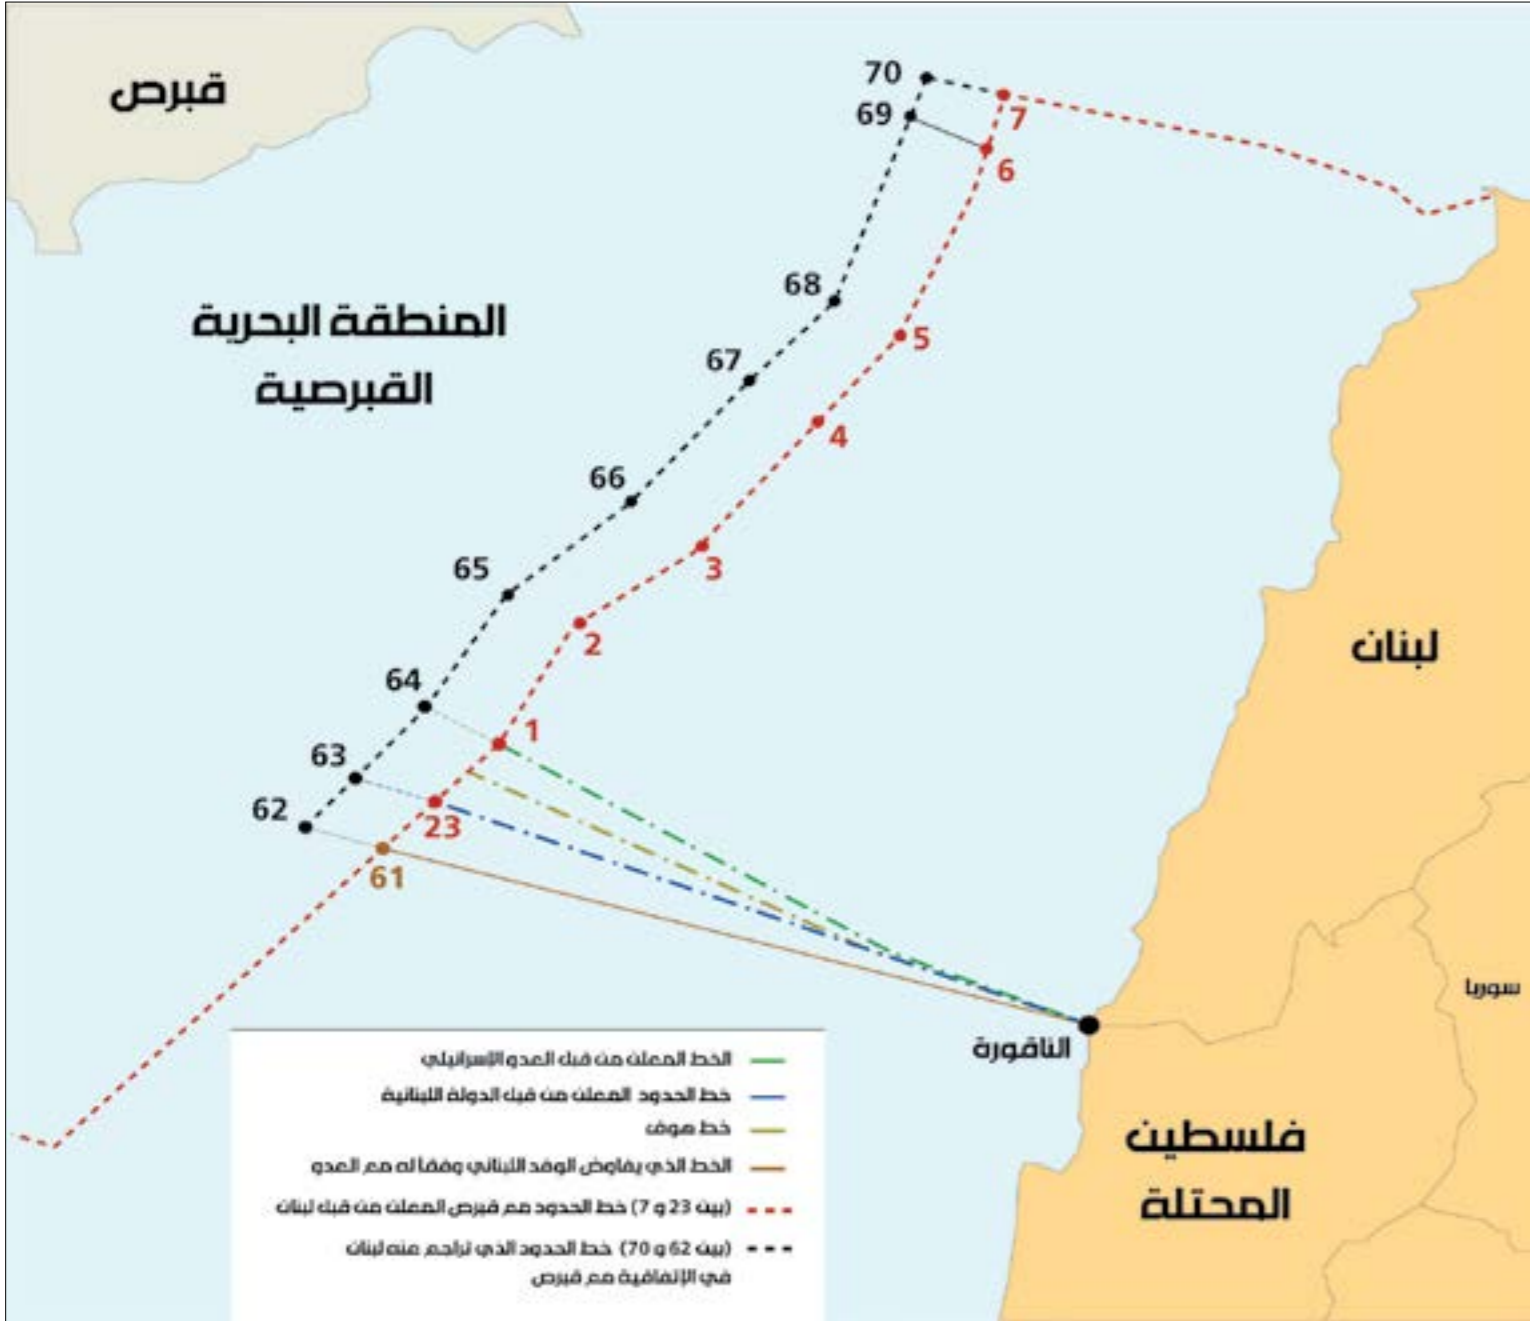 قبرص
70
7
69
6
المنطقة البحرية
القبرصية
68
5
67
4
66
3
65
2
لبنان
64
1
63
62
23
61
سوريا
الناقورة
فلسطين
المحتلة
الخط المعلن من قبل العدو الإسرائيلي
خط الحدود المعلن من قبل الدولة اللبنانية
خط هوف
الخط الذي يفاوض الوفد اللبناني وفقاً له مع العدو
(بين 23 و 7) خط الحدود مع قبرص المعلن من قبل لبنان
(بين 62 و 70) خط الحدود الذي تراجع عنه لبنان
في الإتفاقية مع قبرص